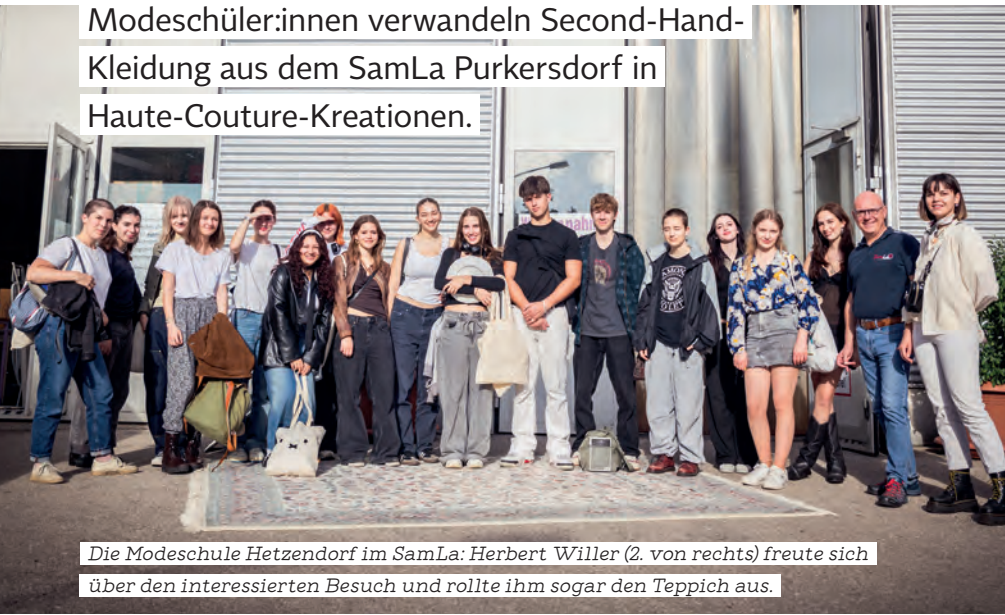 Modeschüler:innen verwandeln Second-Hand-
Kleidung aus dem SamLa Purkersdorf in
Haute-Couture-Kreationen.
Die Modeschule Hetzendorf im SamLa: Herbert Willer (2. von rechts) freute sich
über den interessierten Besuch und rollte ihm sogar den Teppich aus.